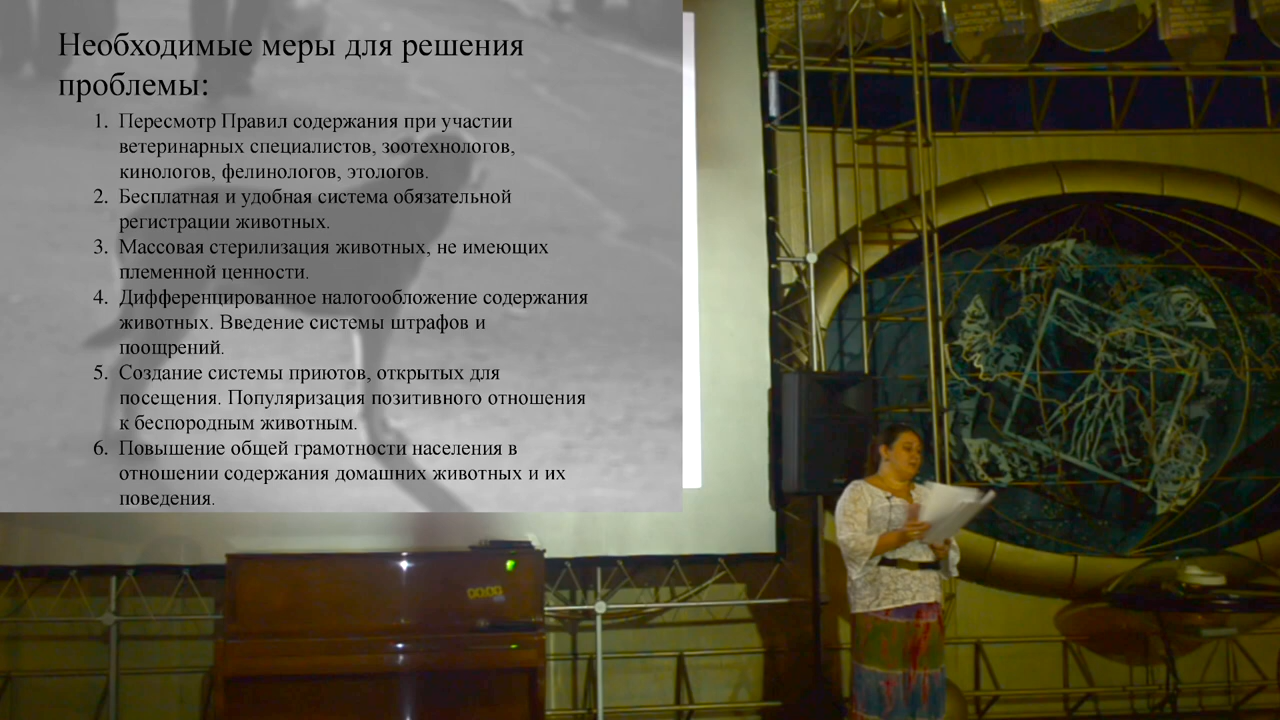 Необходимые меры для решения
проблемы:
1. Пересмотр Правил содержания при участии
ветеринарных специалистов, зоотехнологов,
кинологов, фелинологов, этологов.
2. Бесплатная и удобная система обязательной
регистрации животных.
3. Массовая стерилизация животных, не имеющих
племенной ценности.
4. Дифференцированное налогообложение содержания
животных. Введение системы штрафов и
поощрений.
5. Создание системы приютов, открытых для
посещения. Популяризация позитивного отношения
к беспородным животным.
6. Повышение общей грамотности населения в
отношении содержания домашних животных и их
поведения.